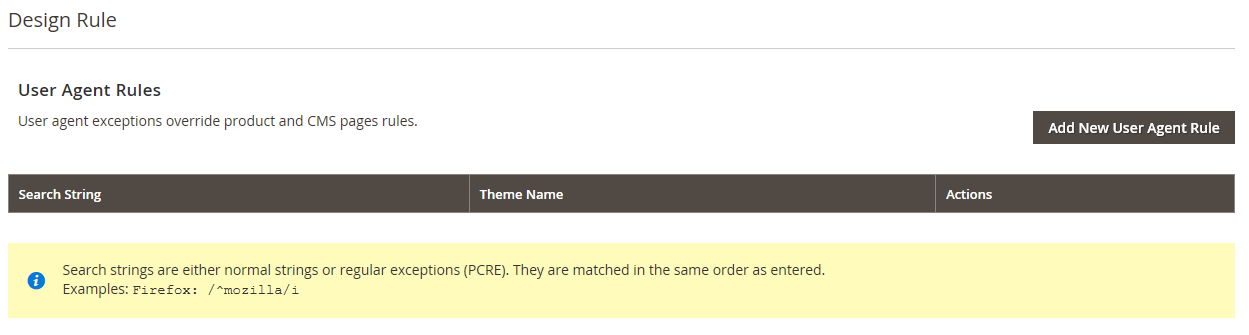 Design Rule
User Agent Rules
User agent exceptions override product and CMS pages rules.
Add New User Agent Rule
Search String
Theme Name
Actions
Search strings are either normal strings or regular exceptions (PCRE). They are matched in the same order as entered.
Examples: Firefox: /^mozilla/i